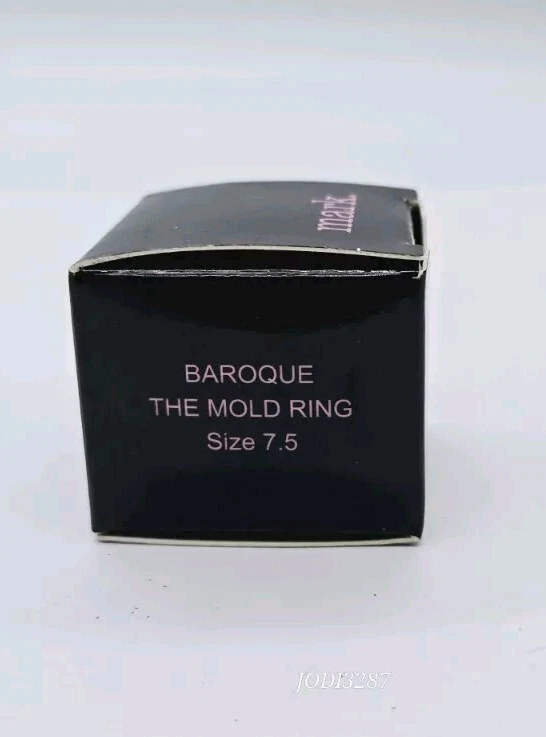 mark.
BAROQUE
THE MOLD RING
Size 7.5
JODI3287